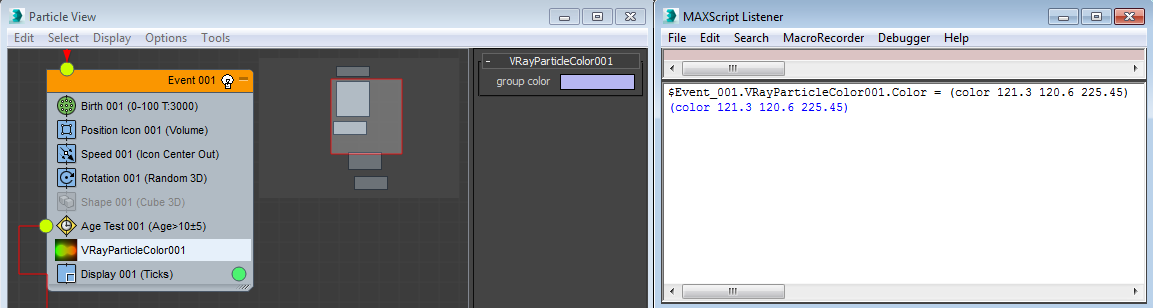 Particle View
Edit Select Display Options Tools
Event 001
Birth 001 (0-100 T:3000)
Position Icon 001 (Volume)
Speed 001 (Icon Center Out)
Rotation 001 (Random 3D)
Shape 001 (Cube 3D)
Age Test 001 (Age>10±5)
VRayParticleColor001
Display 001 (Ticks)
- VRayParticleColor001
group color
MAXScript Listener
File Edit Search MacroRecorder Debugger Help
$Event_001.VRayParticleColor001.Color = (color 121.3 120.6 225.45)
(color 121.3 120.6 225.45)